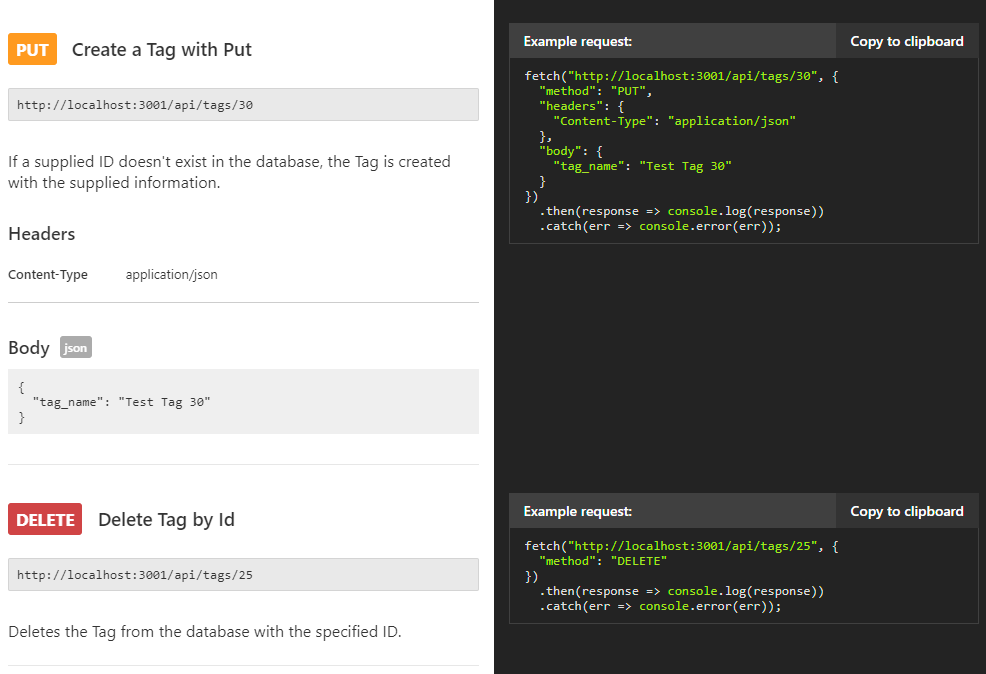 PUT Create a Tag with Put
http://localhost:3001/api/tags/30
If a supplied ID doesn't exist in the database, the Tag is created
with the supplied information.
Headers
Content-Type application/json
Body json
{
  "tag_name": "Test Tag 30"
}
Example request: Copy to clipboard
fetch("http://localhost:3001/api/tags/30", {
  "method": "PUT",
  "headers": {
    "Content-Type": "application/json"
  },
  "body": {
    "tag_name": "Test Tag 30"
  }
})
  .then(response => console.log(response))
  .catch(err => console.error(err));
DELETE Delete Tag by Id
http://localhost:3001/api/tags/25
Deletes the Tag from the database with the specified ID.
Example request: Copy to clipboard
fetch("http://localhost:3001/api/tags/25", {
  "method": "DELETE"
})
  .then(response => console.log(response))
  .catch(err => console.error(err));